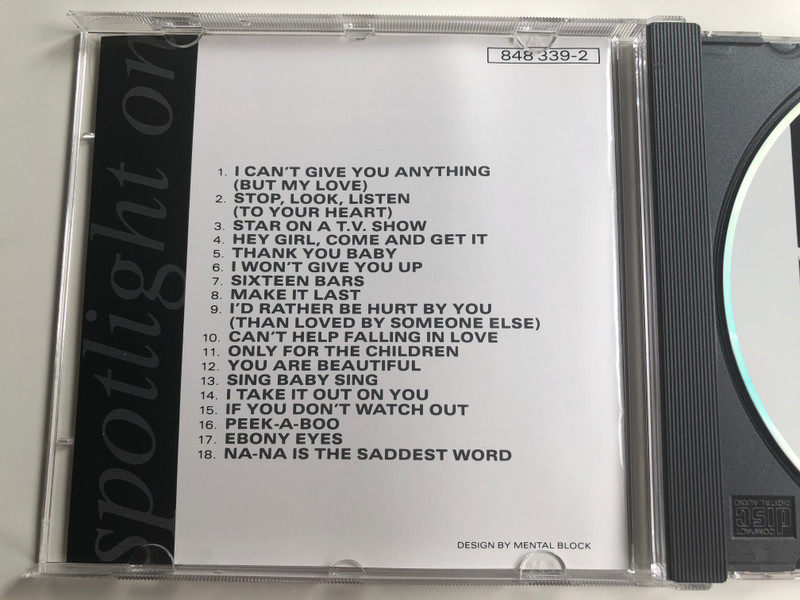 spotlight on
848 339-2
1. I CAN'T GIVE YOU ANYTHING
(BUT MY LOVE)
2. STOP, LOOK, LISTEN
(TO YOUR HEART)
3. STAR ON A T.V. SHOW
4. HEY GIRL, COME AND GET IT
5. THANK YOU BABY
6. I WON'T GIVE YOU UP
7. SIXTEEN BARS
8. MAKE IT LAST
9. I'D RATHER BE HURT BY YOU
(THAN LOVED BY SOMEONE ELSE)
10. CAN'T HELP FALLING IN LOVE
11. ONLY FOR THE CHILDREN
12. YOU ARE BEAUTIFUL
13. SING BABY SING
14. I TAKE IT OUT ON YOU
15. IF YOU DON'T WATCH OUT
16. PEEK-A-BOO
17. EBONY EYES
18. NA-NA IS THE SADDEST WORD
DESIGN BY MENTAL BLOCK
COMPACT
disc
DIGITAL AUDIO